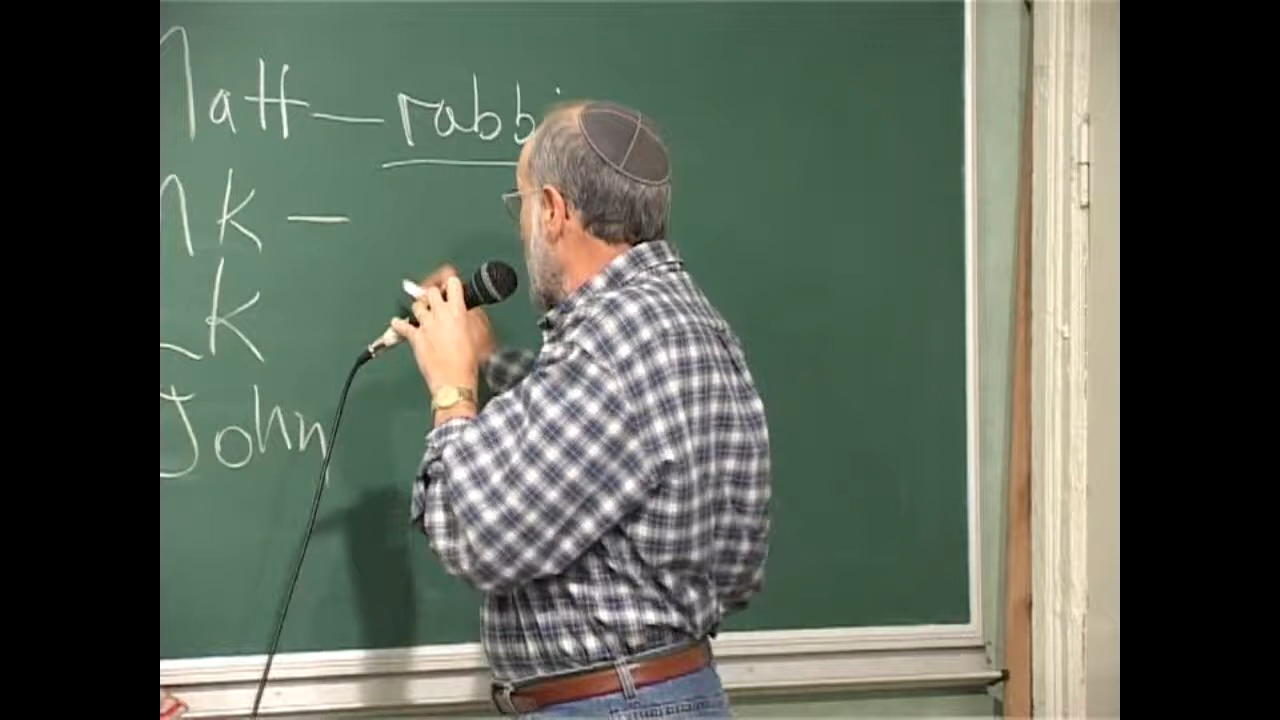 Matt — rabbi
Mk —
Lk
John